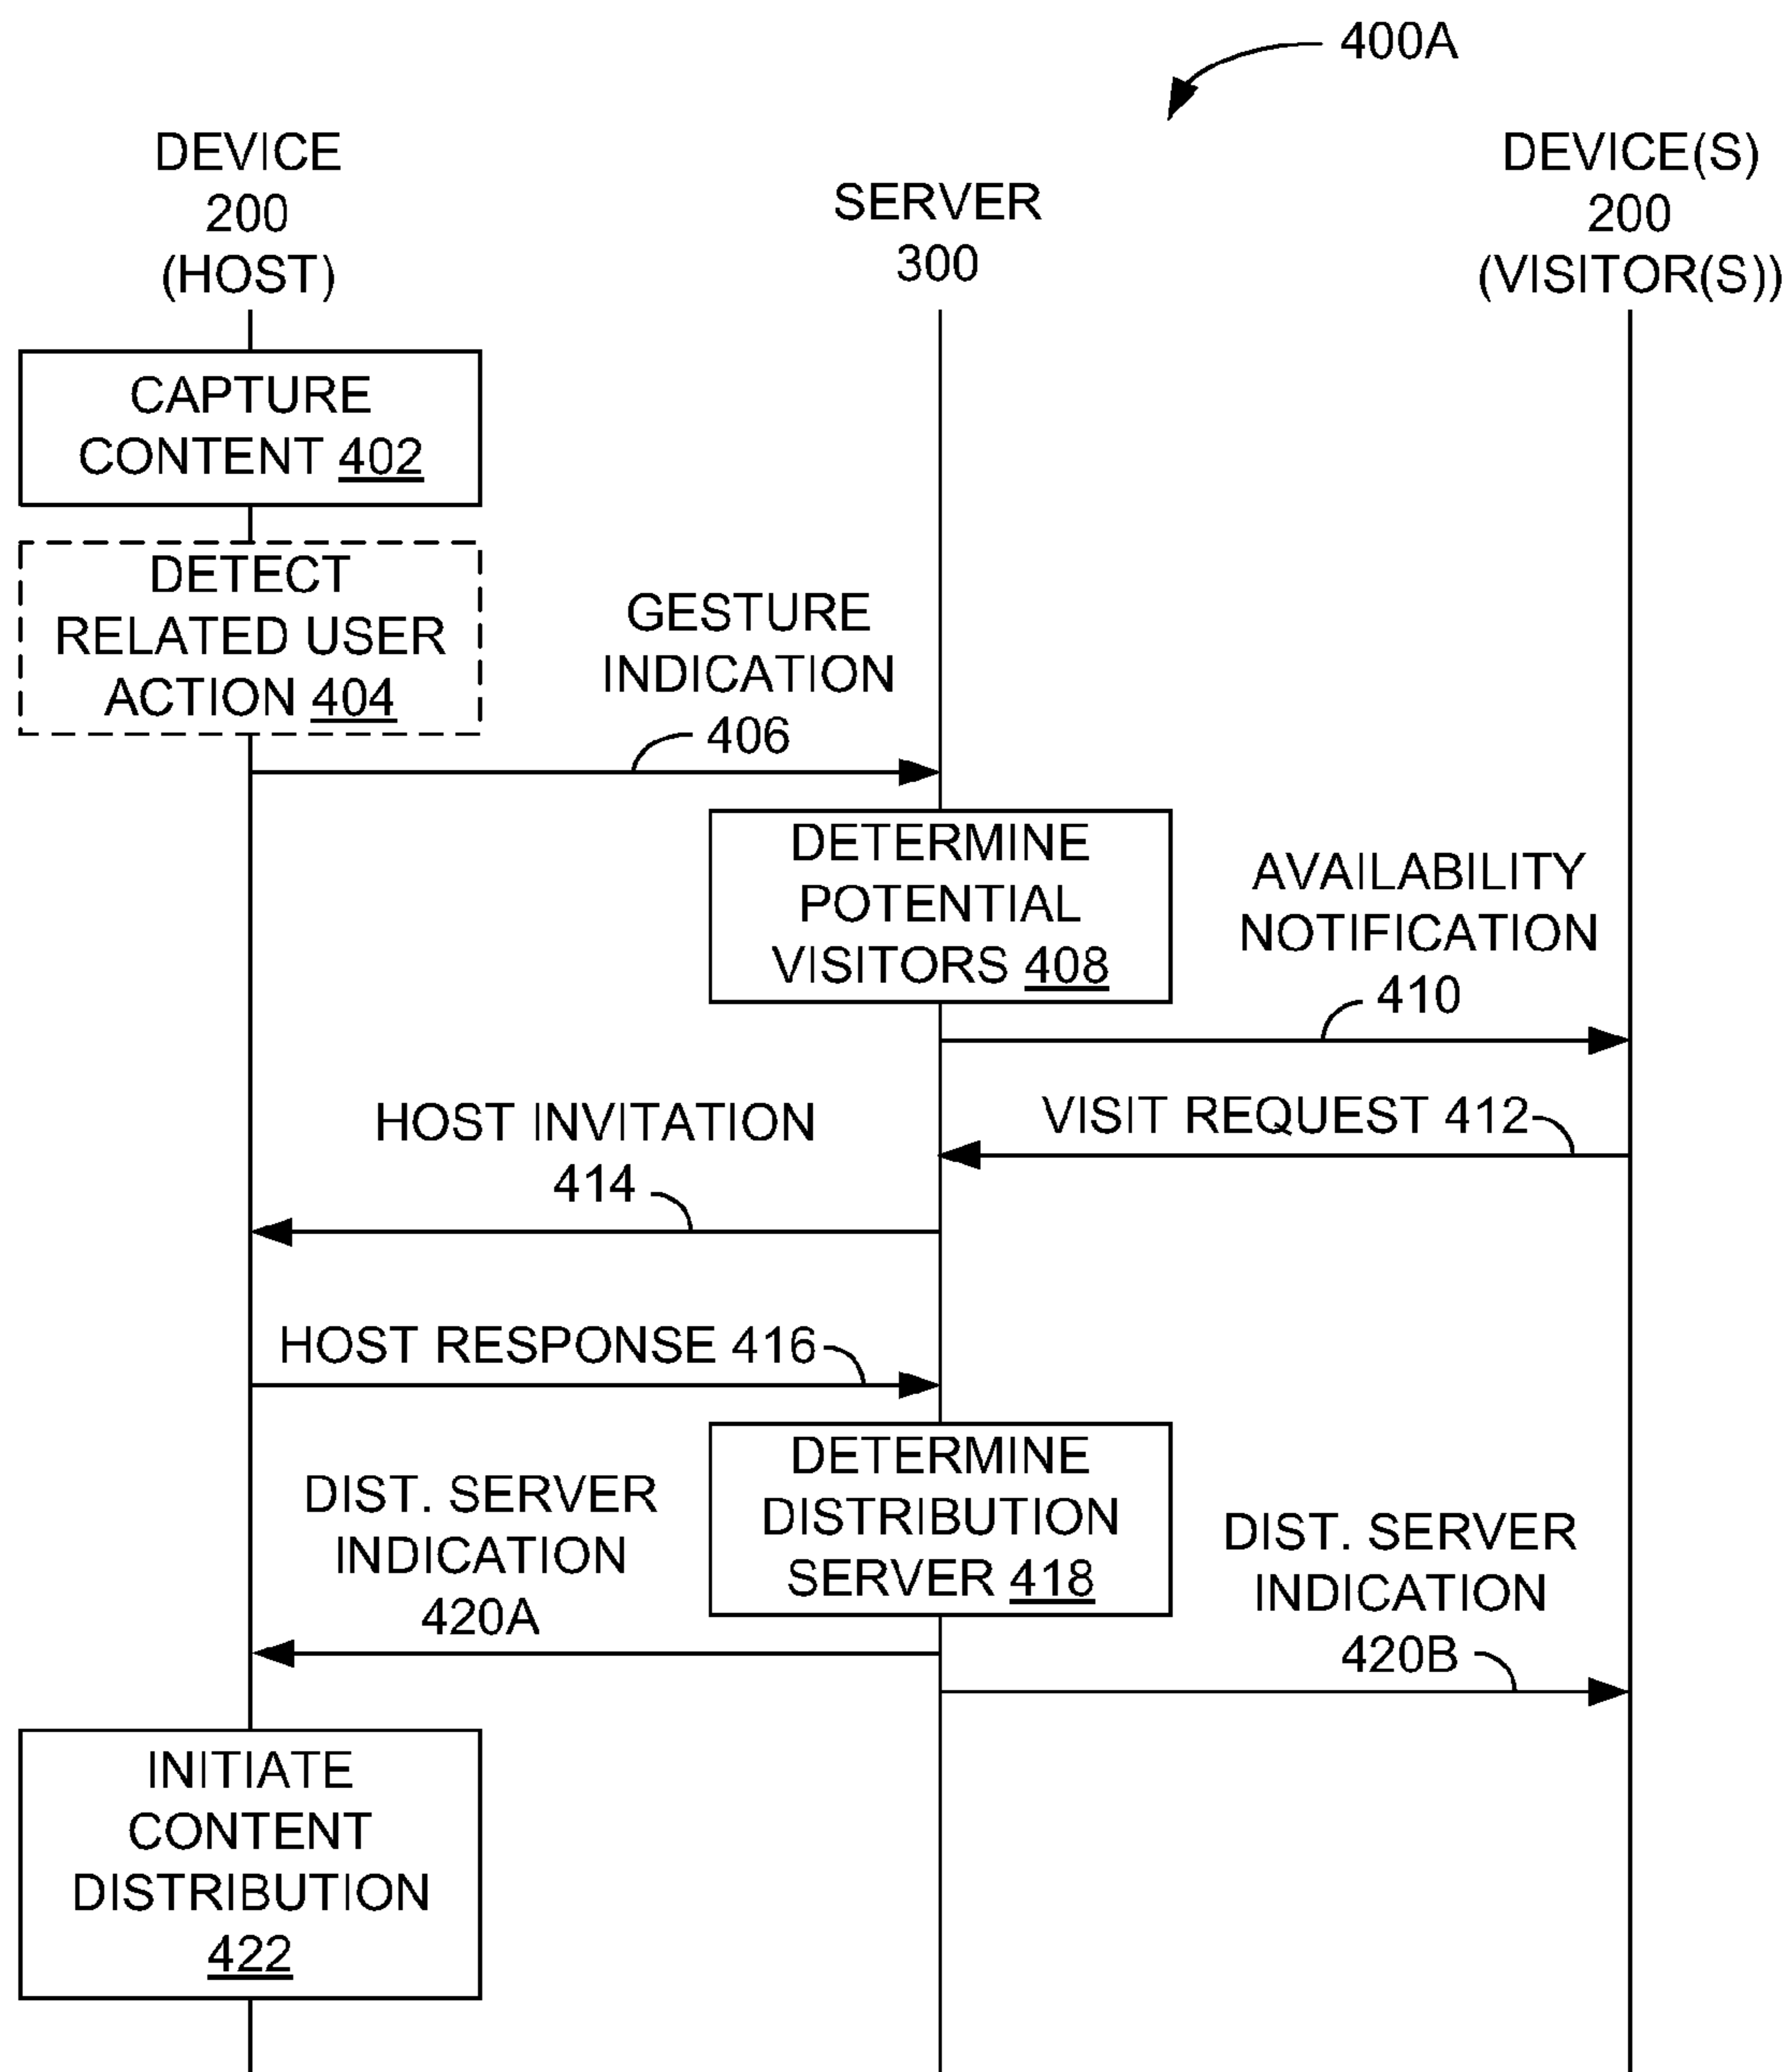 400A
DEVICE
200
(HOST)
SERVER
300
DEVICE(S)
200
(VISITOR(S))
CAPTURE
CONTENT 402
DETECT
RELATED USER
ACTION 404
GESTURE
INDICATION
406
DETERMINE
POTENTIAL
VISITORS 408
AVAILABILITY
NOTIFICATION
410
VISIT REQUEST 412
HOST INVITATION
414
HOST RESPONSE 416
DETERMINE
DISTRIBUTION
SERVER 418
DIST. SERVER
INDICATION
420A
DIST. SERVER
INDICATION
420B
INITIATE
CONTENT
DISTRIBUTION
422